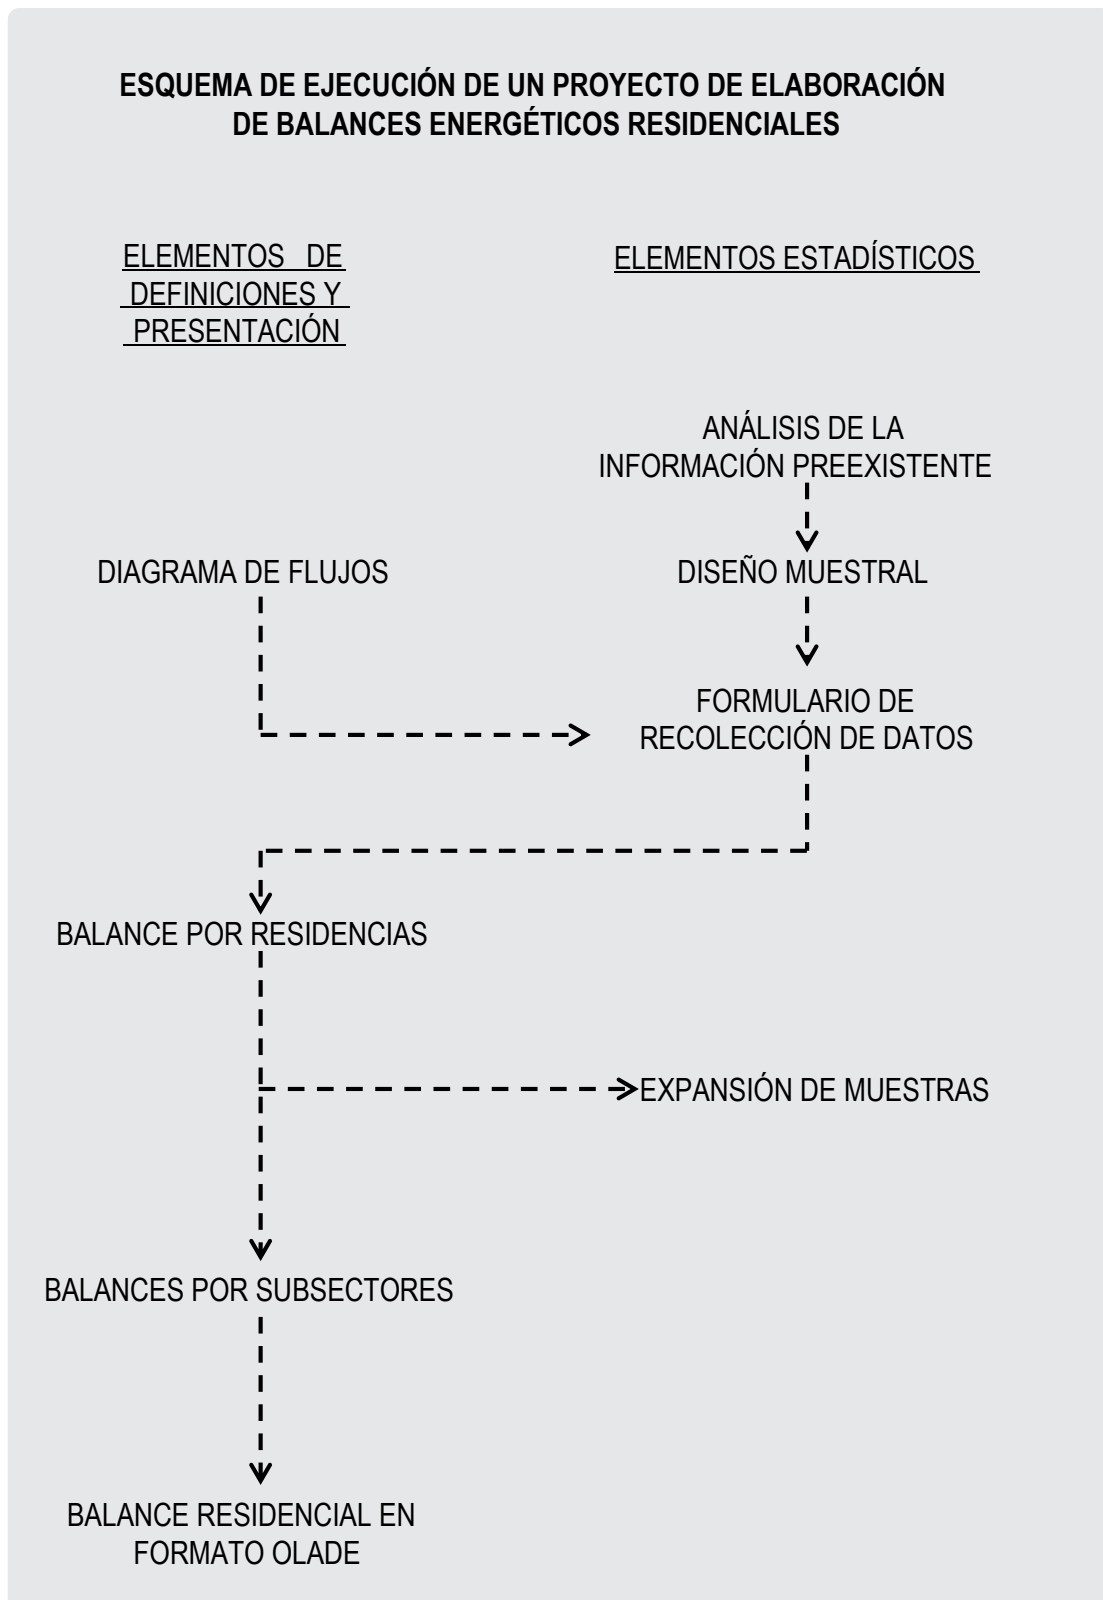 ESQUEMA DE EJECUCIÓN DE UN PROYECTO DE ELABORACIÓN
DE BALANCES ENERGÉTICOS RESIDENCIALES
ELEMENTOS DE
DEFINICIONES Y
PRESENTACIÓN
ELEMENTOS ESTADÍSTICOS
ANÁLISIS DE LA
INFORMACIÓN PREEXISTENTE
DIAGRAMA DE FLUJOS
DISEÑO MUESTRAL
FORMULARIO DE
RECOLECCIÓN DE DATOS
BALANCE POR RESIDENCIAS
EXPANSIÓN DE MUESTRAS
BALANCES POR SUBSECTORES
BALANCE RESIDENCIAL EN
FORMATO OLADE